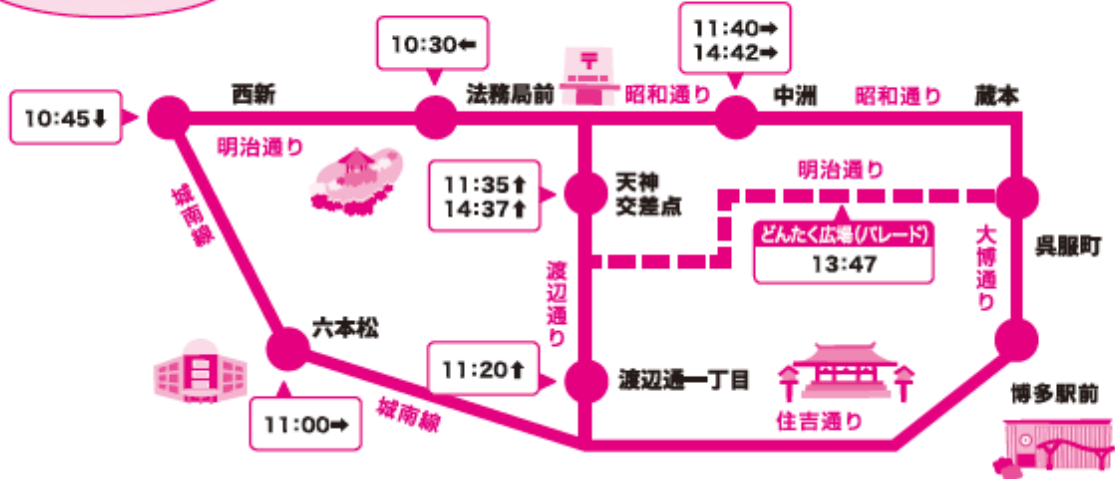 11:40➡
14:42➡
10:30⬅
〒
西新
法務局前
昭和通り
中洲
昭和通り
蔵本
10:45⬇
明治通り
明治通り
11:35⬆
14:37⬆
天神
交差点
城南線
どんたく広場(パレード)
13:47
大博通り
呉服町
渡辺通り
六本松
11:20⬆
渡辺通一丁目
博多駅前
11:00➡
城南線
住吉通り